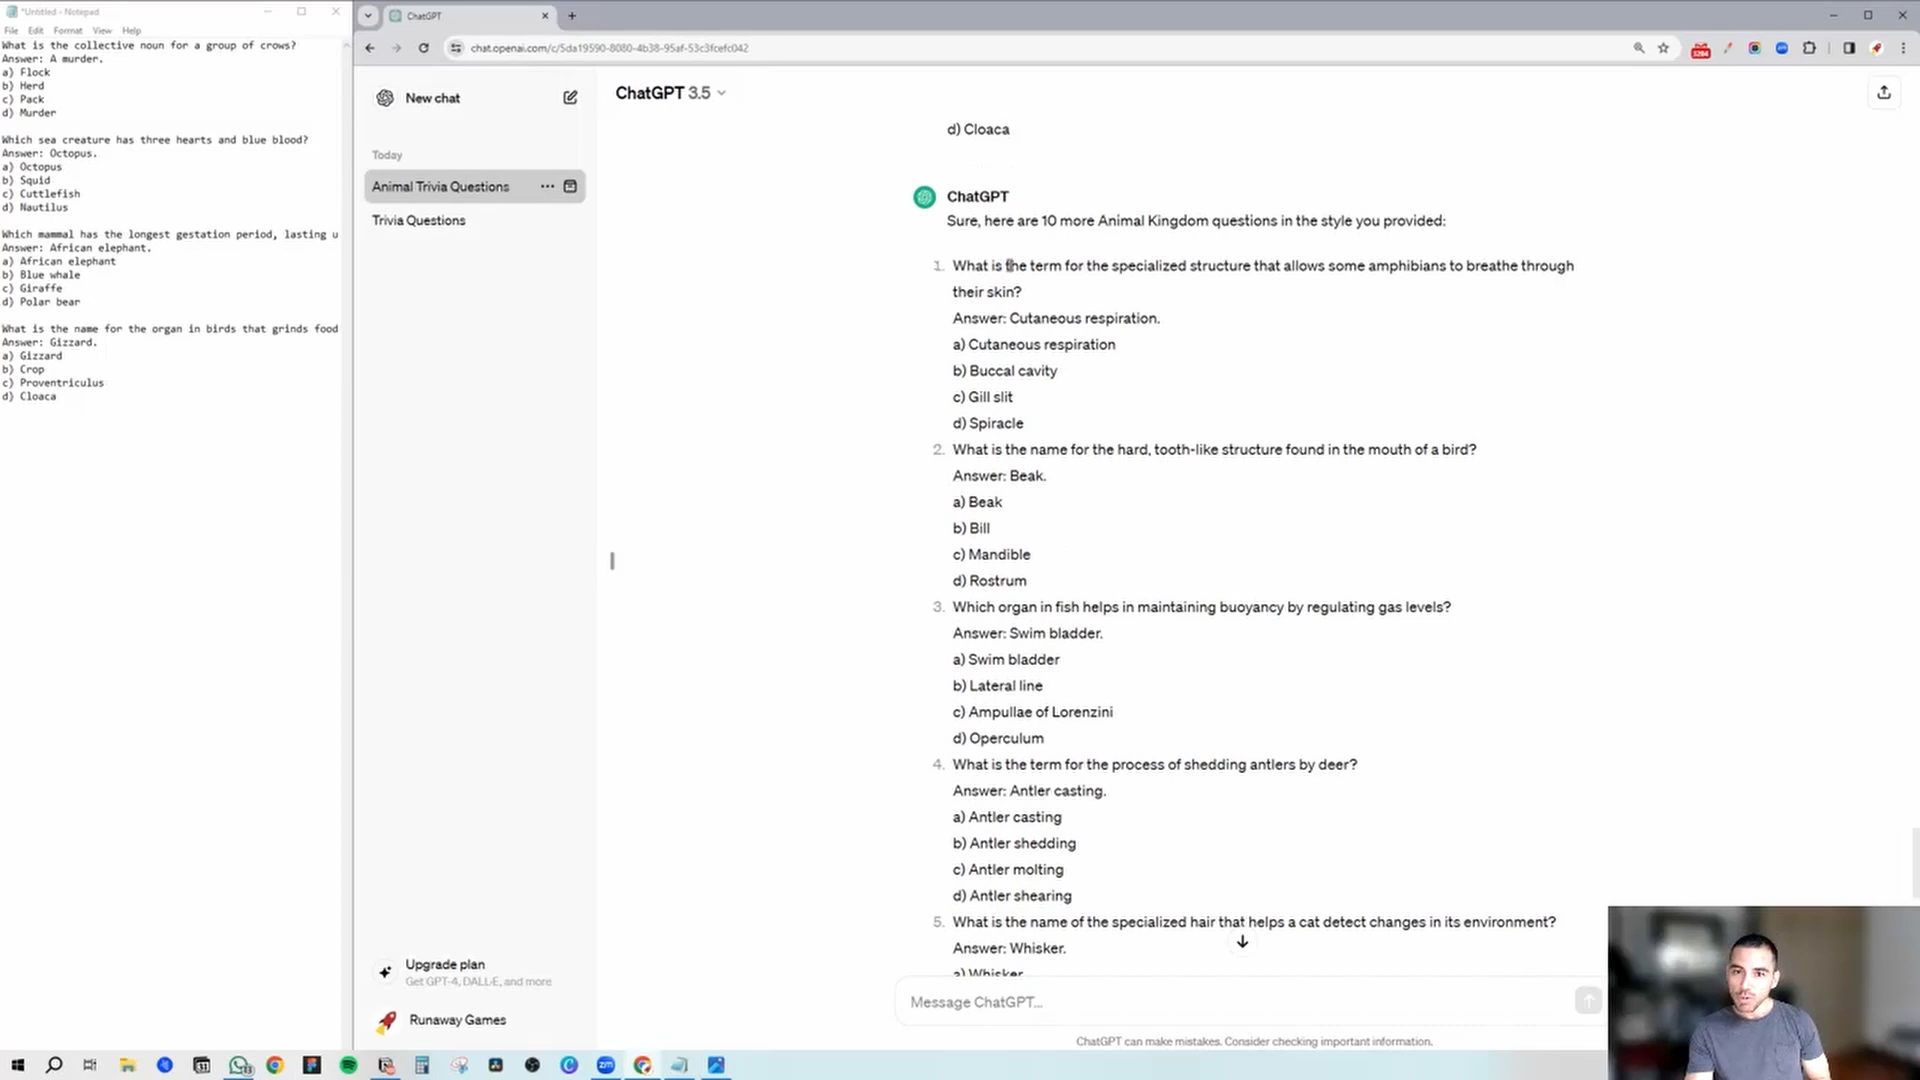 *Untitled - Notepad
File Edit Format View Help
What is the collective noun for a group of crows?
Answer: A murder.
a) Flock
b) Herd
c) Pack
d) Murder
Which sea creature has three hearts and blue blood?
Answer: Octopus.
a) Octopus
b) Squid
c) Cuttlefish
d) Nautilus
Which mammal has the longest gestation period, lasting u
Answer: African elephant.
a) African elephant
b) Blue whale
c) Giraffe
d) Polar bear
What is the name for the organ in birds that grinds food
Answer: Gizzard.
a) Gizzard
b) Crop
c) Proventriculus
d) Cloaca
ChatGPT
chat.openai.com/c/5da19590-8080-4b38-95af-53c3fcefc042
New chat
Today
Animal Trivia Questions
Trivia Questions
Upgrade plan
Get GPT-4, DALL·E, and more
Runaway Games
ChatGPT 3.5
d) Cloaca
ChatGPT
Sure, here are 10 more Animal Kingdom questions in the style you provided:
1. What is the term for the specialized structure that allows some amphibians to breathe through
their skin?
Answer: Cutaneous respiration.
a) Cutaneous respiration
b) Buccal cavity
c) Gill slit
d) Spiracle
2. What is the name for the hard, tooth-like structure found in the mouth of a bird?
Answer: Beak.
a) Beak
b) Bill
c) Mandible
d) Rostrum
3. Which organ in fish helps in maintaining buoyancy by regulating gas levels?
Answer: Swim bladder.
a) Swim bladder
b) Lateral line
c) Ampullae of Lorenzini
d) Operculum
4. What is the term for the process of shedding antlers by deer?
Answer: Antler casting.
a) Antler casting
b) Antler shedding
c) Antler molting
d) Antler shearing
5. What is the name of the specialized hair that helps a cat detect changes in its environment?
Answer: Whisker.
a) Whisker
Message ChatGPT...
ChatGPT can make mistakes. Consider checking important information.